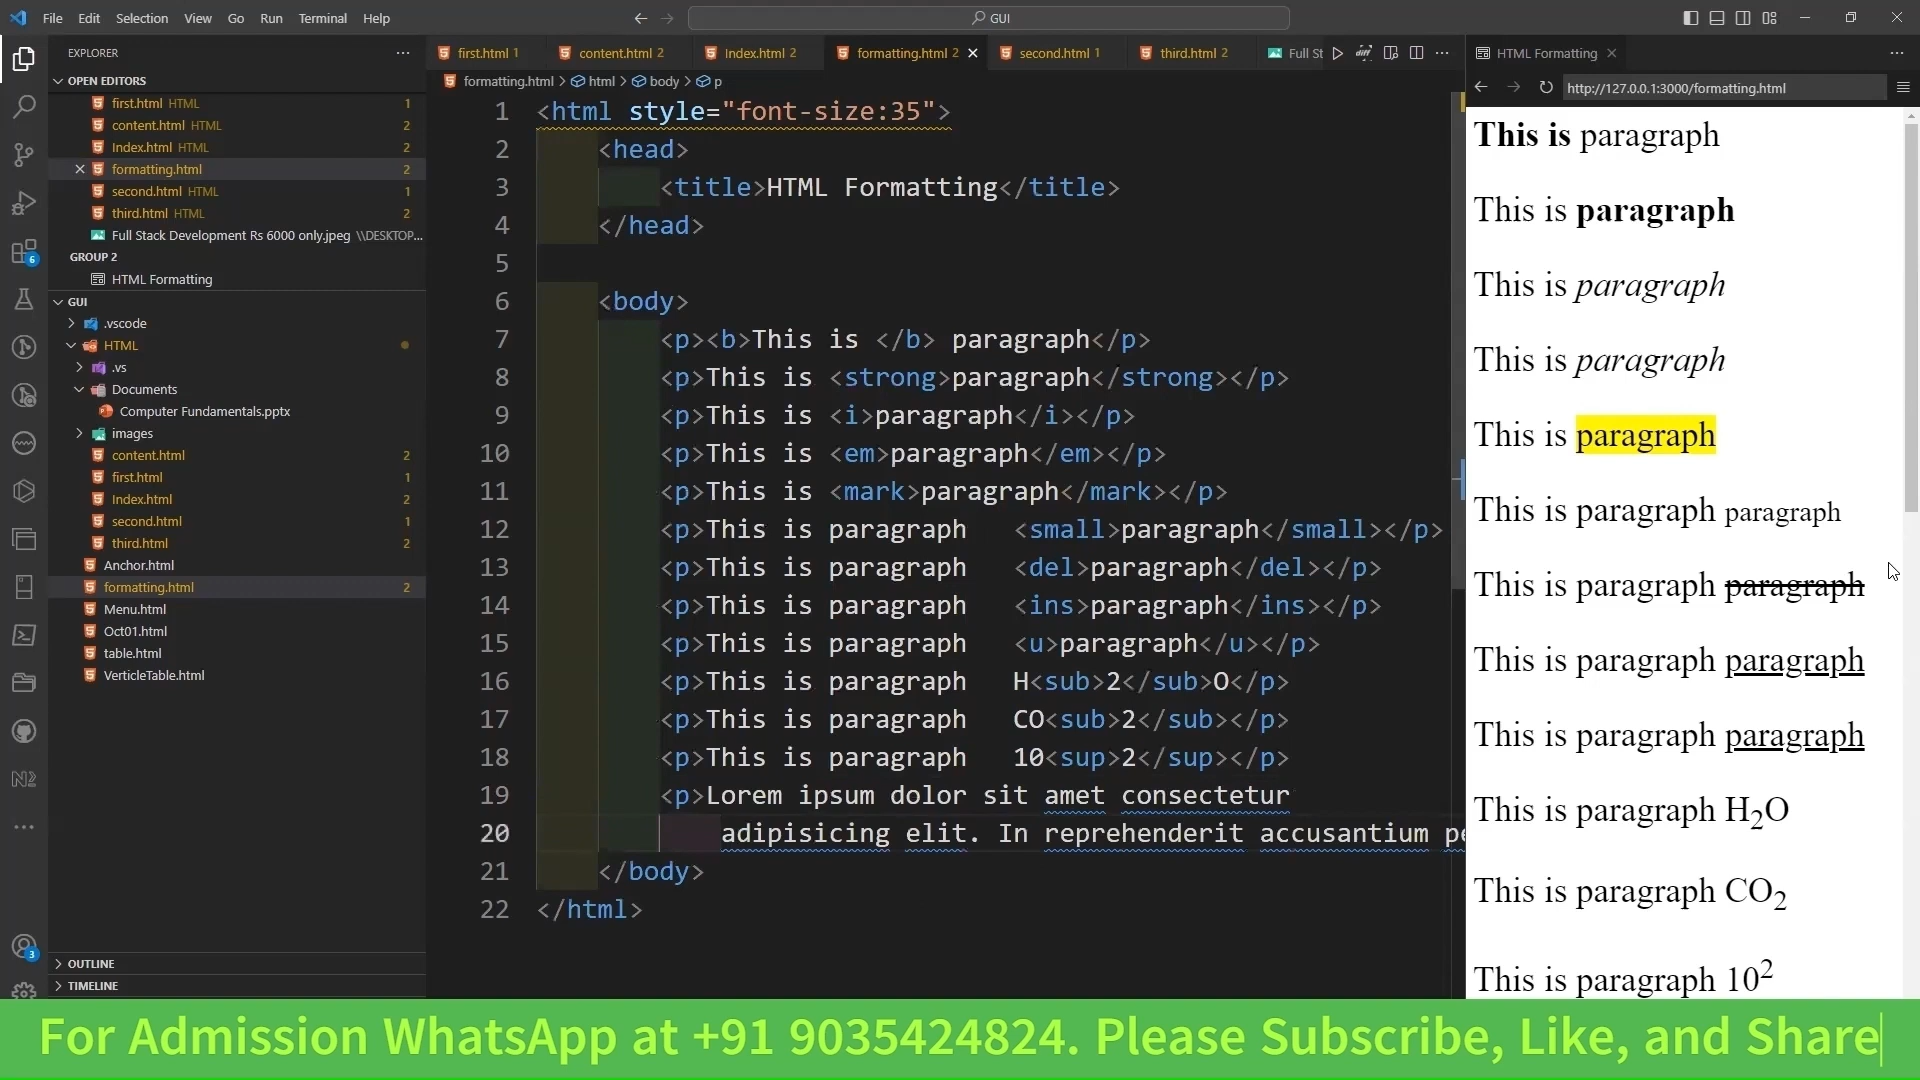 File Edit Selection View Go Run Terminal Help
GUI
EXPLORER
OPEN EDITORS
first.html HTML 1
content.html HTML 2
Index.html HTML 2
formatting.html 2
second.html HTML 1
third.html HTML 2
Full Stack Development Rs 6000 only.jpeg \\DESKTOP...
GROUP 2
HTML Formatting
GUI
.vscode
HTML
.vs
Documents
Computer Fundamentals.pptx
images
content.html 2
first.html 1
Index.html 2
second.html 1
third.html 2
Anchor.html
formatting.html 2
Menu.html
Oct01.html
table.html
VerticleTable.html
OUTLINE
TIMELINE
6
3
first.html 1 content.html 2 Index.html 2 formatting.html 2 second.html 1 third.html 2 Full St
formatting.html > html > body > p
1 <html style="font-size:35">
2 <head>
3 <title>HTML Formatting</title>
4 </head>
5
6 <body>
7 <p><b>This is </b> paragraph</p>
8 <p>This is <strong>paragraph</strong></p>
9 <p>This is <i>paragraph</i></p>
10 <p>This is <em>paragraph</em></p>
11 <p>This is <mark>paragraph</mark></p>
12 <p>This is paragraph <small>paragraph</small></p>
13 <p>This is paragraph <del>paragraph</del></p>
14 <p>This is paragraph <ins>paragraph</ins></p>
15 <p>This is paragraph <u>paragraph</u></p>
16 <p>This is paragraph H<sub>2</sub>O</p>
17 <p>This is paragraph CO<sub>2</sub></p>
18 <p>This is paragraph 10<sup>2</sup></p>
19 <p>Lorem ipsum dolor sit amet consectetur
20 adipisicing elit. In reprehenderit accusantium pe
21 </body>
22 </html>
HTML Formatting
http://127.0.0.1:3000/formatting.html
This is paragraph
This is paragraph
This is paragraph
This is paragraph
This is paragraph
This is paragraph paragraph
This is paragraph paragraph
This is paragraph paragraph
This is paragraph paragraph
This is paragraph H₂O
This is paragraph CO₂
This is paragraph 10²
For Admission WhatsApp at +91 9035424824. Please Subscribe, Like, and Share